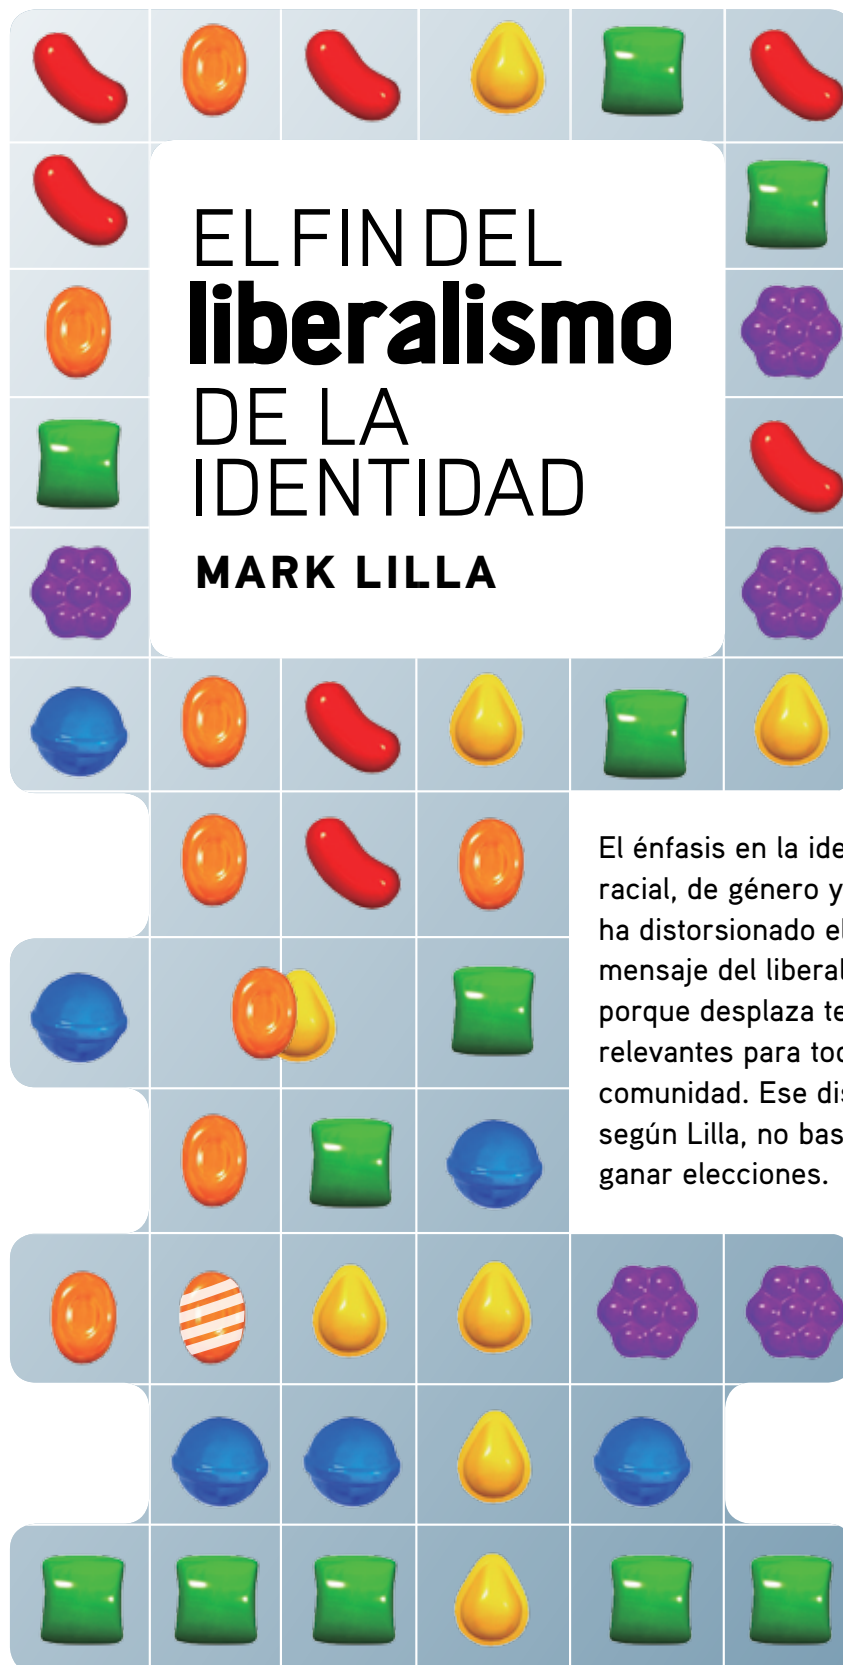 EL FIN DEL
liberalismo
DE LA
IDENTIDAD
MARK LILLA
El énfasis en la ide
racial, de género y
ha distorsionado el
mensaje del liberal
porque desplaza te
relevantes para tod
comunidad. Ese dis
según Lilla, no bas
ganar elecciones.